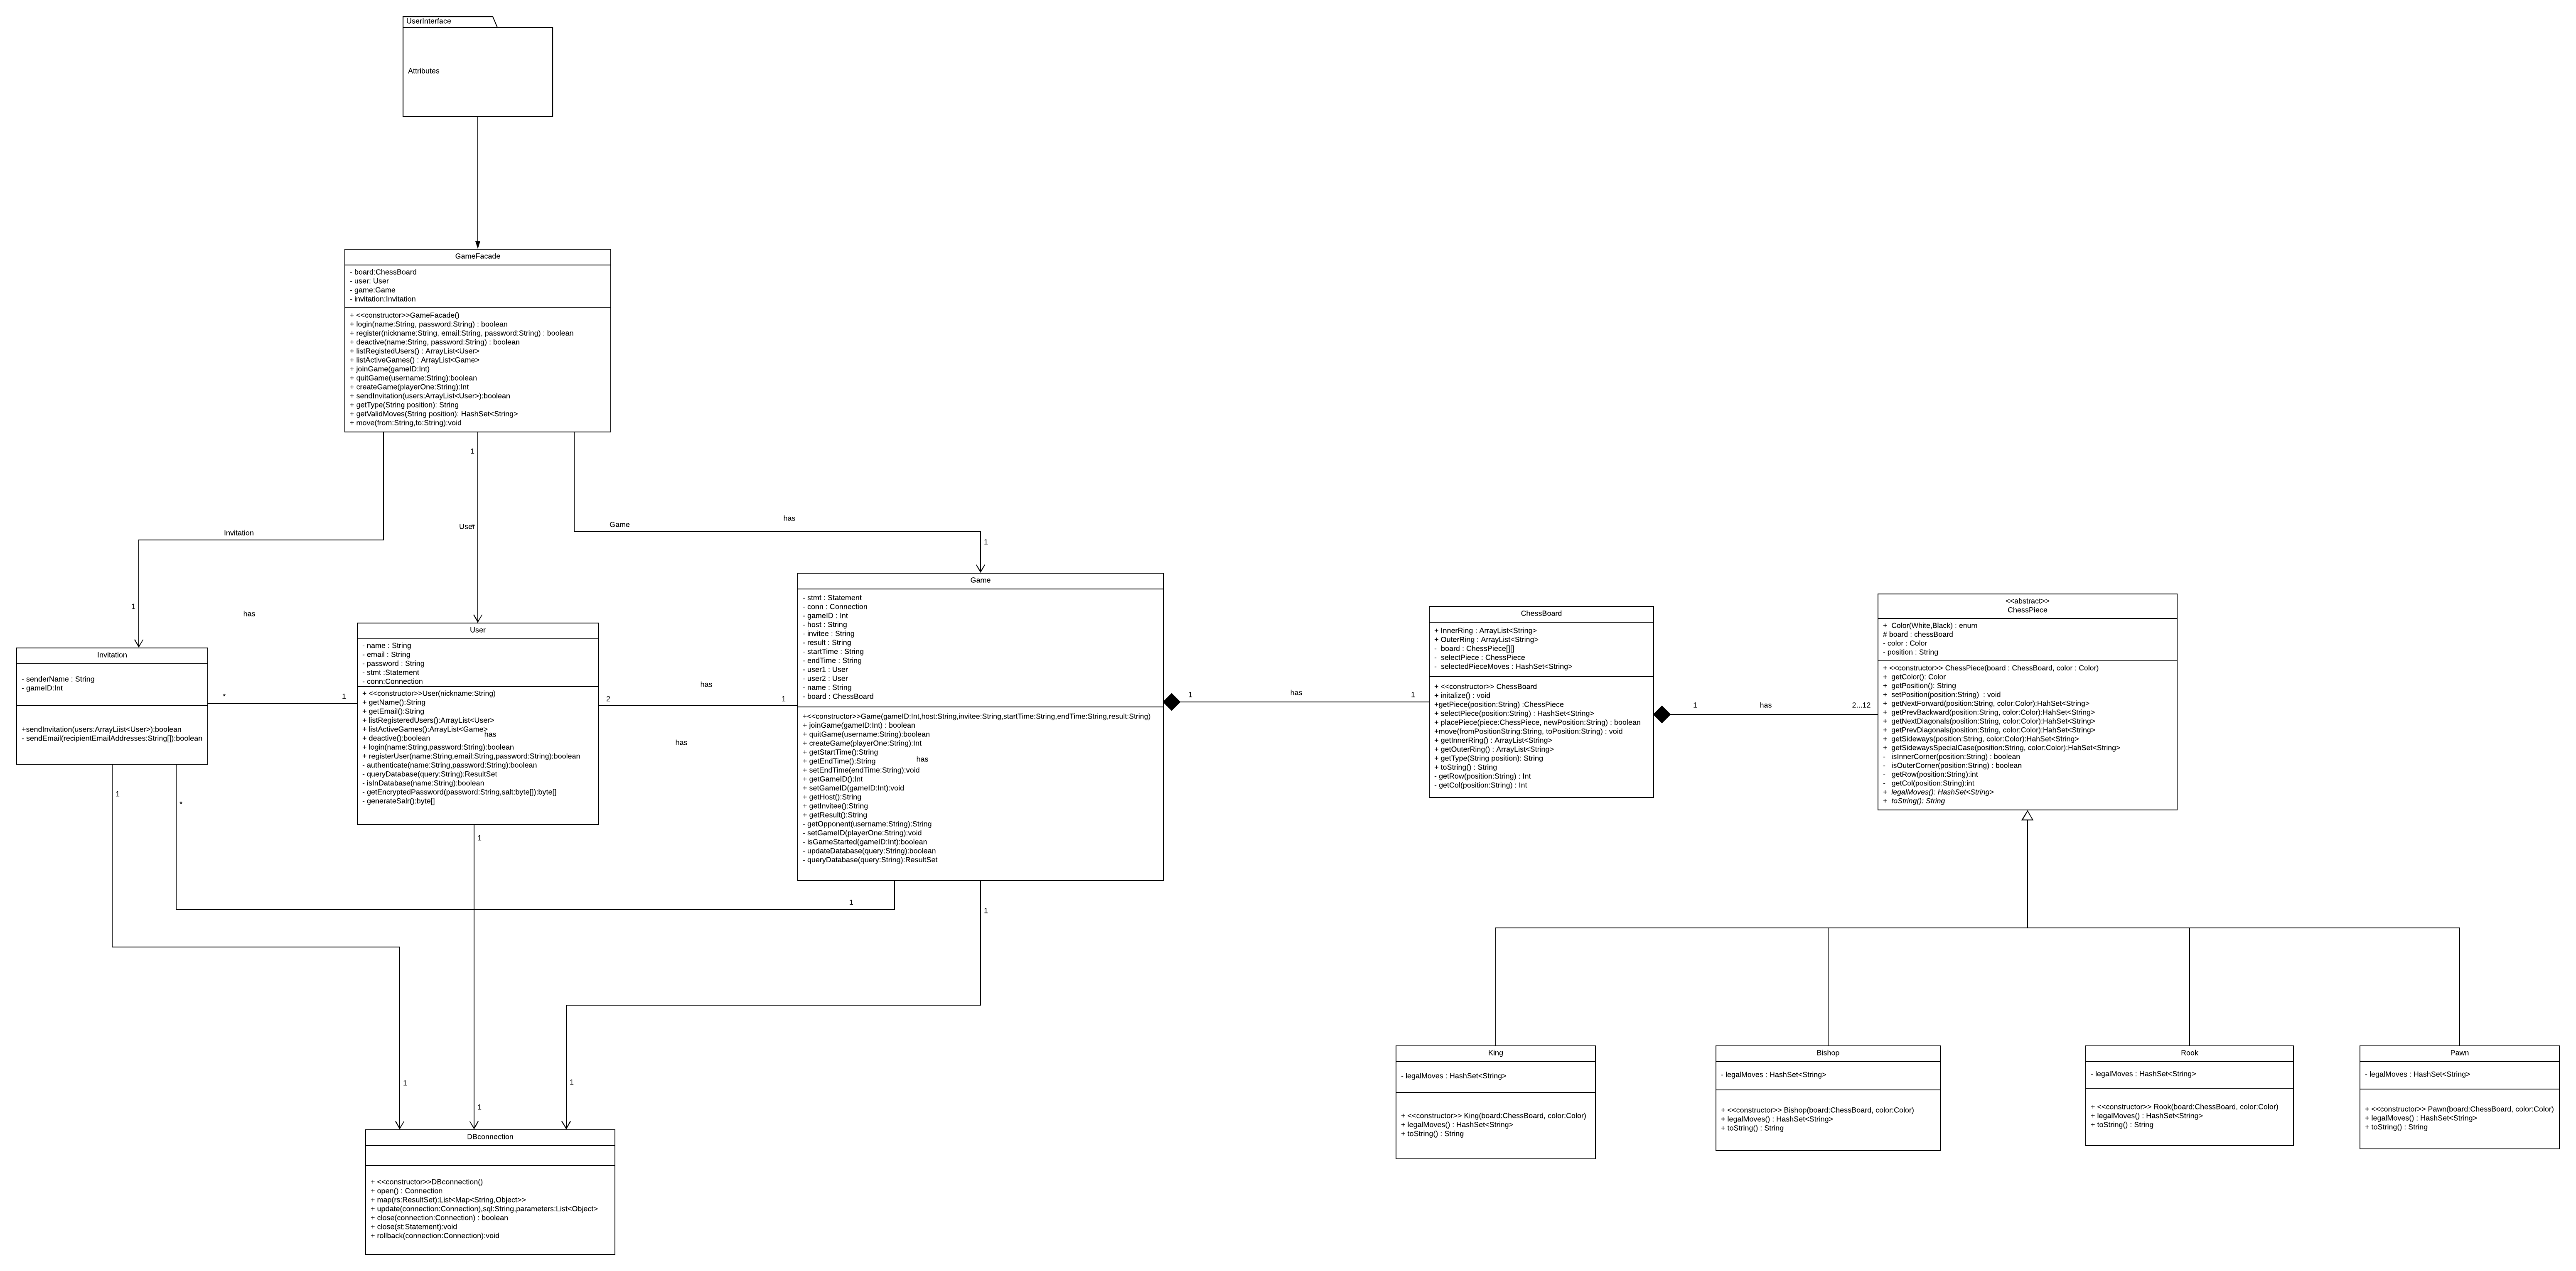 UserInterface
Attributes
GameFacade
- board:ChessBoard
- user: User
- game:Game
- invitation:Invitation
+ <<constructor>>GameFacade()
+ login(name:String, password:String) : boolean
+ register(nickname:String, email:String, password:String) : boolean
+ deactive(name:String, password:String) : boolean
+ listRegistedUsers() : ArrayList<User>
+ listActiveGames() : ArrayList<Game>
+ joinGame(gameID:Int)
+ quitGame(username:String):boolean
+ createGame(playerOne:String):Int
+ sendInvitation(users:ArrayList<User>):boolean
+ getType(String position): String
+ getValidMoves(String position): HashSet<String>
+ move(from:String,to:String):void
1
Invitation
User
*
Game
has
1
1
has
Invitation
- senderName : String
- gameID:Int
+sendInvitation(users:ArrayList<User>):boolean
- sendEmail(recipientEmailAddresses:String[]):boolean
*
1
User
- name : String
- email : String
- password : String
- stmt :Statement
- conn:Connection
+ <<constructor>>User(nickname:String)
+ getName():String
+ getEmail():String
+ listRegisteredUsers():ArrayList<User>
+ listActiveGames():ArrayList<Game>
has
+ deactive():boolean
+ login(name:String,password:String):boolean
+ registerUser(name:String,email:String,password:String):boolean
- authenticate(name:String,password:String):boolean
- queryDatabase(query:String):ResultSet
- isInDatabase(name:String):boolean
- getEncryptedPassword(password:String,salt:byte[]):byte[]
- generateSalr():byte[]
2
has
1
has
Game
- stmt : Statement
- conn : Connection
- gameID : Int
- host : String
- invitee : String
- result : String
- startTime : String
- endTime : String
- user1 : User
- user2 : User
- name : String
- board : ChessBoard
+<<constructor>>Game(gameID:Int,host:String,invitee:String,startTime:String,endTime:String,result:String)
+ joinGame(gameID:Int) : boolean
+ quitGame(username:String):boolean
+ createGame(playerOne:String):Int
+ getStartTime():String
+ getEndTime():String
has
+ setEndTime(endTime:String):void
+ getGameID():Int
+ setGameID(gameID:Int):void
+ getHost():String
+ getInvitee():String
+ getResult():String
- getOpponent(username:String):String
- setGameID(playerOne:String):void
- isGameStarted(gameID:Int):boolean
- updateDatabase(query:String):boolean
- queryDatabase(query:String):ResultSet
1
has
1
ChessBoard
+ InnerRing : ArrayList<String>
+ OuterRing : ArrayList<String>
- board : ChessPiece[][]
- selectPiece : ChessPiece
- selectedPieceMoves : HashSet<String>
+ <<constructor>> ChessBoard
+ initalize() : void
+getPiece(position:String) :ChessPiece
+ selectPiece(position:String) : HashSet<String>
+ placePiece(piece:ChessPiece, newPosition:String) : boolean
+move(fromPositionString:String, toPosition:String) : void
+ getInnerRing() : ArrayList<String>
+ getOuterRing() : ArrayList<String>
+ getType(String position): String
+ toString() : String
- getRow(position:String) : Int
- getCol(position:String) : Int
1
has
2...12
<<abstract>>
ChessPiece
+ Color(White,Black) : enum
# board : chessBoard
- color : Color
- position : String
+ <<constructor>> ChessPiece(board : ChessBoard, color : Color)
+ getColor(): Color
+ getPosition(): String
+ setPosition(position:String) : void
+ getNextForward(position:String, color:Color):HahSet<String>
+ getPrevBackward(position:String, color:Color):HahSet<String>
+ getNextDiagonals(position:String, color:Color):HahSet<String>
+ getPrevDiagonals(position:String, color:Color):HahSet<String>
+ getSideways(position:String, color:Color):HahSet<String>
+ getSidewaysSpecialCase(position:String, color:Color):HahSet<String>
- isInnerCorner(position:String) : boolean
- isOuterCorner(position:String) : boolean
- getRow(position:String):int
- getCol(position:String):int
+ legalMoves(): HashSet<String>
+ toString(): String
1
*
1
1
1
1
1
1
King
- legalMoves : HashSet<String>
+ <<constructor>> King(board:ChessBoard, color:Color)
+ legalMoves() : HashSet<String>
+ toString() : String
Bishop
- legalMoves : HashSet<String>
+ <<constructor>> Bishop(board:ChessBoard, color:Color)
+ legalMoves() : HashSet<String>
+ toString() : String
Rook
- legalMoves : HashSet<String>
+ <<constructor>> Rook(board:ChessBoard, color:Color)
+ legalMoves() : HashSet<String>
+ toString() : String
Pawn
- legalMoves : HashSet<String>
+ <<constructor>> Pawn(board:ChessBoard, color:Color)
+ legalMoves() : HashSet<String>
+ toString() : String
DBconnection
+ <<constructor>>DBconnection()
+ open() : Connection
+ map(rs:ResultSet):List<Map<String,Object>>
+ update(connection:Connection),sql:String,parameters:List<Object>
+ close(connection:Connection) : boolean
+ close(st:Statement):void
+ rollback(connection:Connection):void